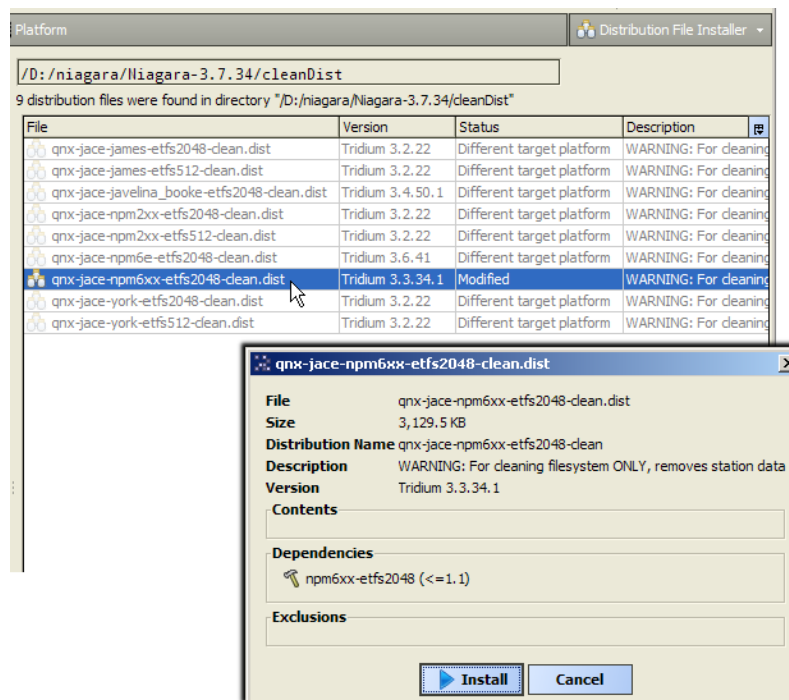 Platform
Distribution File Installer
/D:/niagara/Niagara-3.7.34/cleanDist
9 distribution files were found in directory "/D:/niagara/Niagara-3.7.34/cleanDist"
File Version Status Description
qnx-jace-james-etfs2048-clean.dist Tridium 3.2.22 Different target platform WARNING: For cleaning
qnx-jace-james-etfs512-clean.dist Tridium 3.2.22 Different target platform WARNING: For cleaning
qnx-jace-javelina_booke-etfs2048-clean.dist Tridium 3.4.50.1 Different target platform WARNING: For cleaning
qnx-jace-npm2xx-etfs2048-clean.dist Tridium 3.2.22 Different target platform WARNING: For cleaning
qnx-jace-npm2xx-etfs512-clean.dist Tridium 3.2.22 Different target platform WARNING: For cleaning
qnx-jace-npm6e-etfs2048-clean.dist Tridium 3.6.41 Different target platform WARNING: For cleaning
qnx-jace-npm6xx-etfs2048-clean.dist Tridium 3.3.34.1 Modified WARNING: For cleaning
qnx-jace-york-etfs2048-clean.dist Tridium 3.2.22 Different target platform WARNING: For cleaning
qnx-jace-york-etfs512-clean.dist Tridium 3.2.22 Different target platform WARNING: For cleaning
qnx-jace-npm6xx-etfs2048-clean.dist
File qnx-jace-npm6xx-etfs2048-clean.dist
Size 3,129.5 KB
Distribution Name qnx-jace-npm6xx-etfs2048-clean
Description WARNING: For cleaning filesystem ONLY, removes station data
Version Tridium 3.3.34.1
Contents
Dependencies
npm6xx-etfs2048 (<=1.1)
Exclusions
Install Cancel